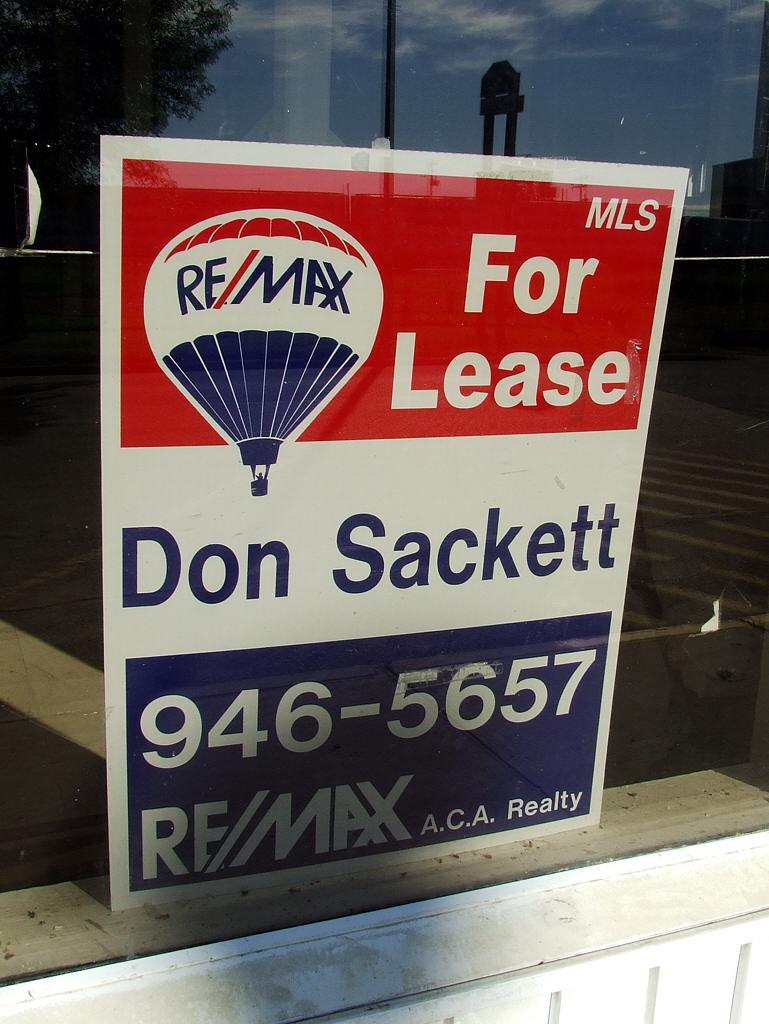 MLS
RE/MAX
For
Lease
Don Sackett
946-5657
RE/MAX A.C.A. Realty